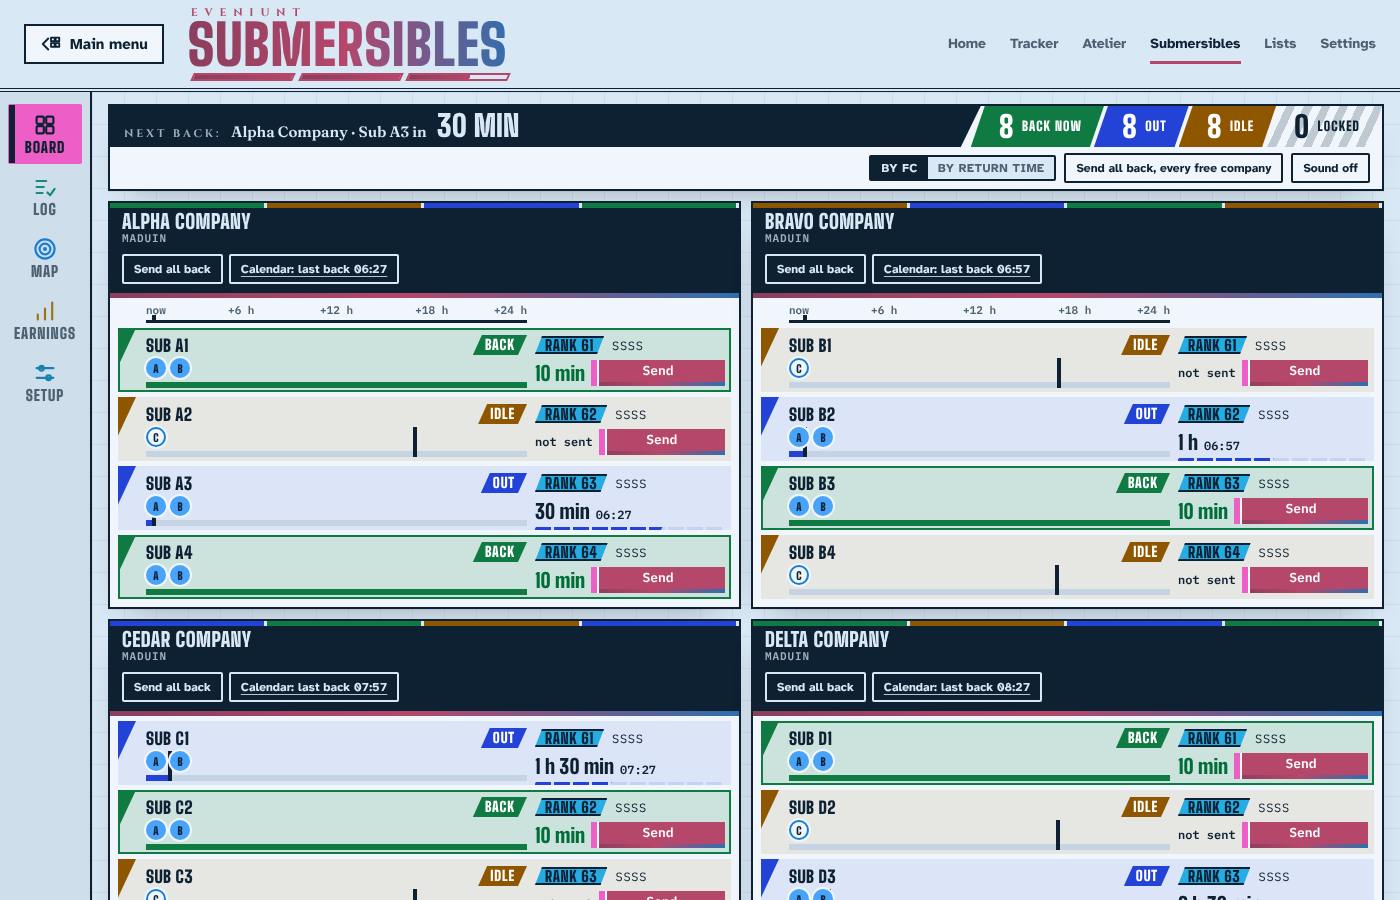 Main menu
EVENIUNT
SUBMERSIBLES
Home Tracker Atelier Submersibles Lists Settings
BOARD
LOG
MAP
EARNINGS
SETUP
NEXT BACK: Alpha Company · Sub A3 in 30 MIN
8 BACK NOW 8 OUT 8 IDLE 0 LOCKED
BY FC BY RETURN TIME Send all back, every free company Sound off
ALPHA COMPANY
MADUIN
Send all back Calendar: last back 06:27
now +6 h +12 h +18 h +24 h
SUB A1 BACK RANK 61 SSSS
A B 10 min Send
SUB A2 IDLE RANK 62 SSSS
C not sent Send
SUB A3 OUT RANK 63 SSSS
A B 30 min 06:27
SUB A4 BACK RANK 64 SSSS
A B 10 min Send
BRAVO COMPANY
MADUIN
Send all back Calendar: last back 06:57
now +6 h +12 h +18 h +24 h
SUB B1 IDLE RANK 61 SSSS
C not sent Send
SUB B2 OUT RANK 62 SSSS
A B 1 h 06:57
SUB B3 BACK RANK 63 SSSS
A B 10 min Send
SUB B4 IDLE RANK 64 SSSS
C not sent Send
CEDAR COMPANY
MADUIN
Send all back Calendar: last back 07:57
SUB C1 OUT RANK 61 SSSS
A B 1 h 30 min 07:27
SUB C2 BACK RANK 62 SSSS
A B 10 min Send
SUB C3 IDLE RANK 63 SSSS
DELTA COMPANY
MADUIN
Send all back Calendar: last back 08:27
SUB D1 BACK RANK 61 SSSS
A B 10 min Send
SUB D2 IDLE RANK 62 SSSS
C not sent Send
SUB D3 OUT RANK 63 SSSS